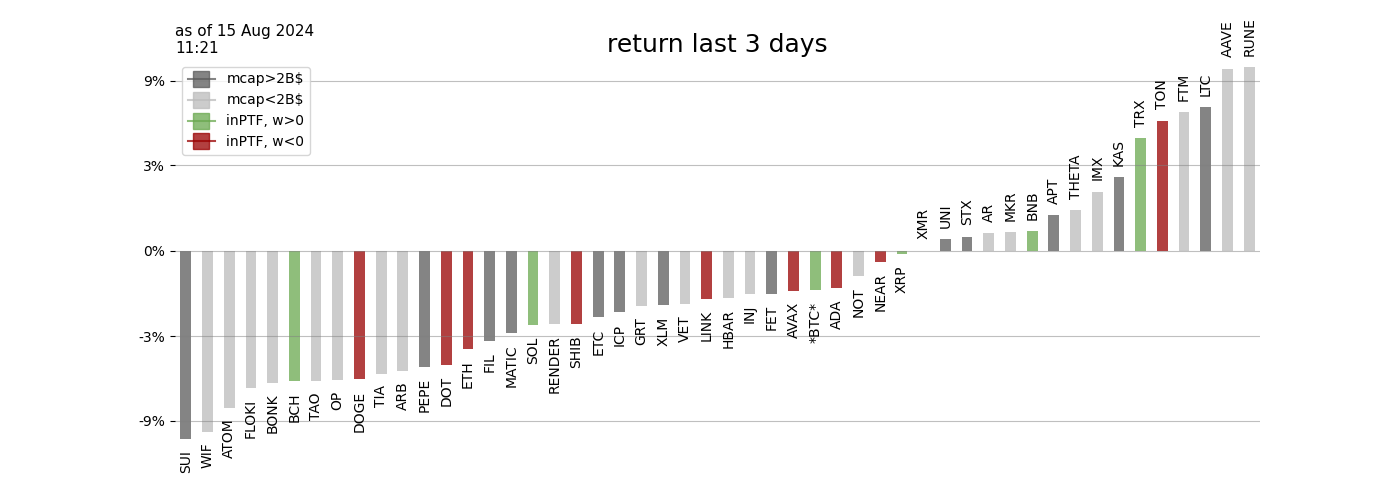 as of 15 Aug 2024
11:21
return last 3 days
mcap>2B$
mcap<2B$
inPTF, w>0
inPTF, w<0
9%
3%
0%
-3%
-9%
SUI
WIF
ATOM
FLOKI
BONK
BCH
TAO
OP
DOGE
TIA
ARB
PEPE
DOT
ETH
FIL
MATIC
SOL
RENDER
SHIB
ETC
ICP
GRT
XLM
VET
LINK
HBAR
INJ
FET
AVAX
*BTC*
ADA
NOT
NEAR
XRP
XMR
UNI
STX
AR
MKR
BNB
APT
THETA
IMX
KAS
TRX
TON
FTM
LTC
AAVE
RUNE